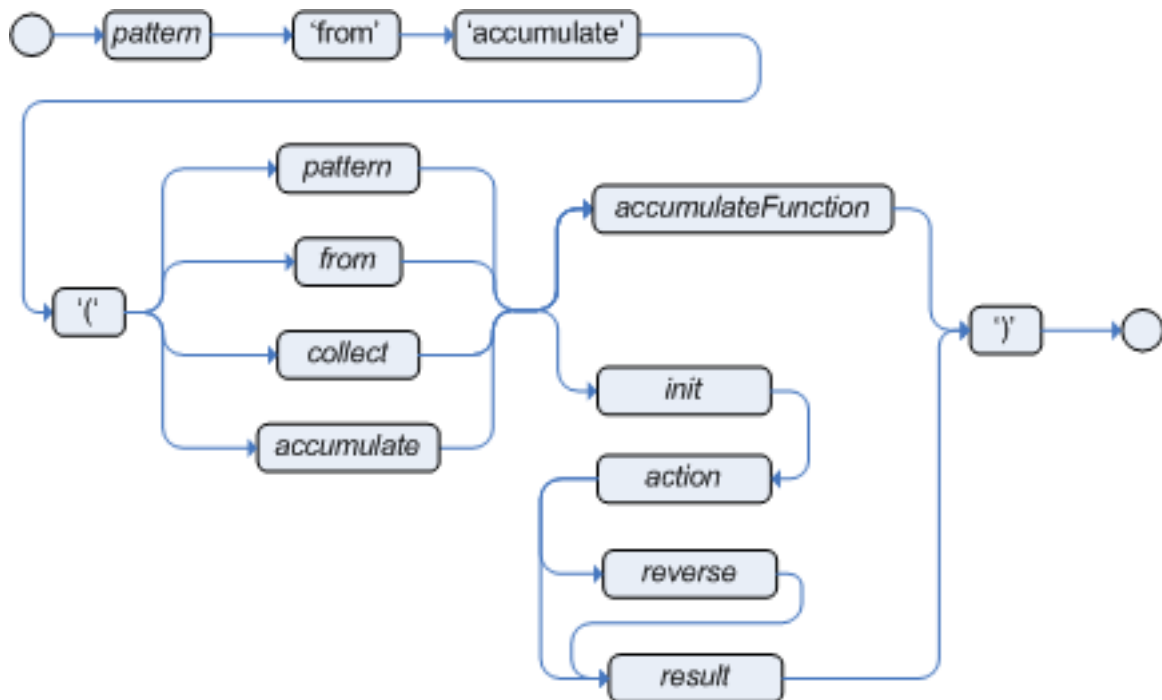 pattern
‘from’
‘accumulate’
pattern
accumulateFunction
from
‘(‘
‘)’
collect
init
accumulate
action
reverse
result